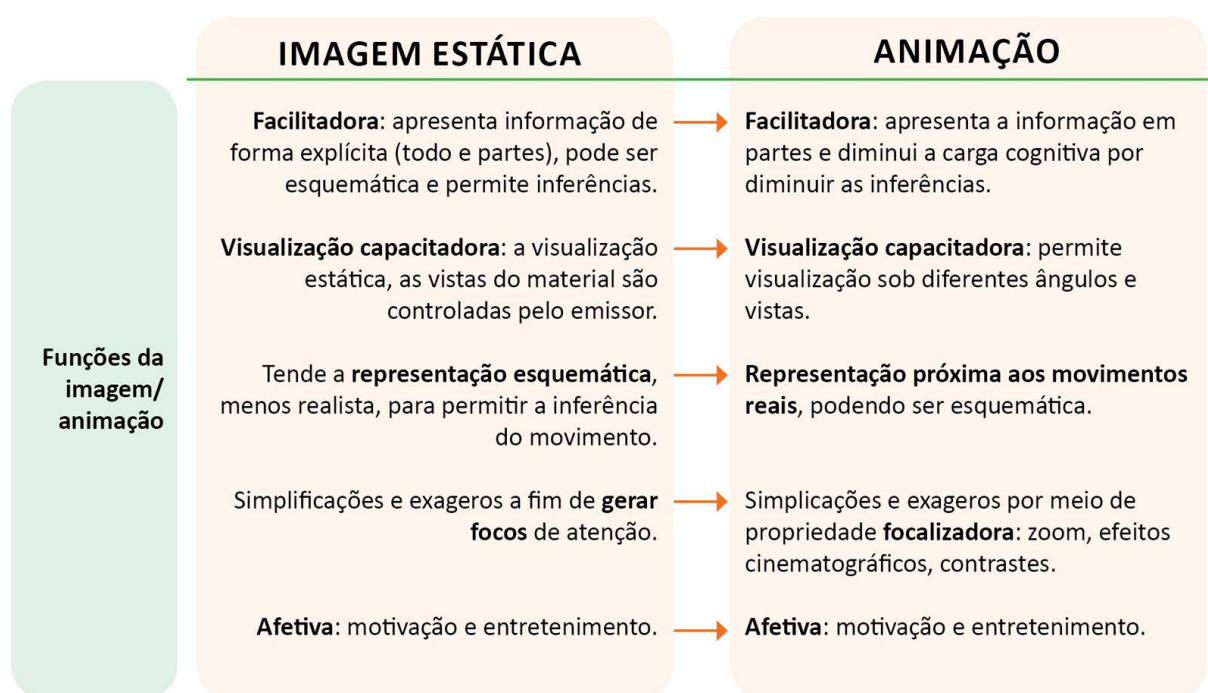 IMAGEM ESTÁTICA
ANIMAÇÃO
Funções da
imagem/
animação
Facilitadora: apresenta informação de
forma explícita (todo e partes), pode ser
esquemática e permite inferências.
Facilitadora: apresenta a informação em
partes e diminui a carga cognitiva por
diminuir as inferências.
Visualização capacitadora: a visualização
estática, as vistas do material são
controladas pelo emissor.
Visualização capacitadora: permite
visualização sob diferentes ângulos e
vistas.
Tende a representação esquemática,
menos realista, para permitir a inferência
do movimento.
Representação próxima aos movimentos
reais, podendo ser esquemática.
Simplificações e exageros a fim de gerar
focos de atenção.
Simplicações e exageros por meio de
propriedade focalizadora: zoom, efeitos
cinematográficos, contrastes.
Afetiva: motivação e entretenimento.
Afetiva: motivação e entretenimento.